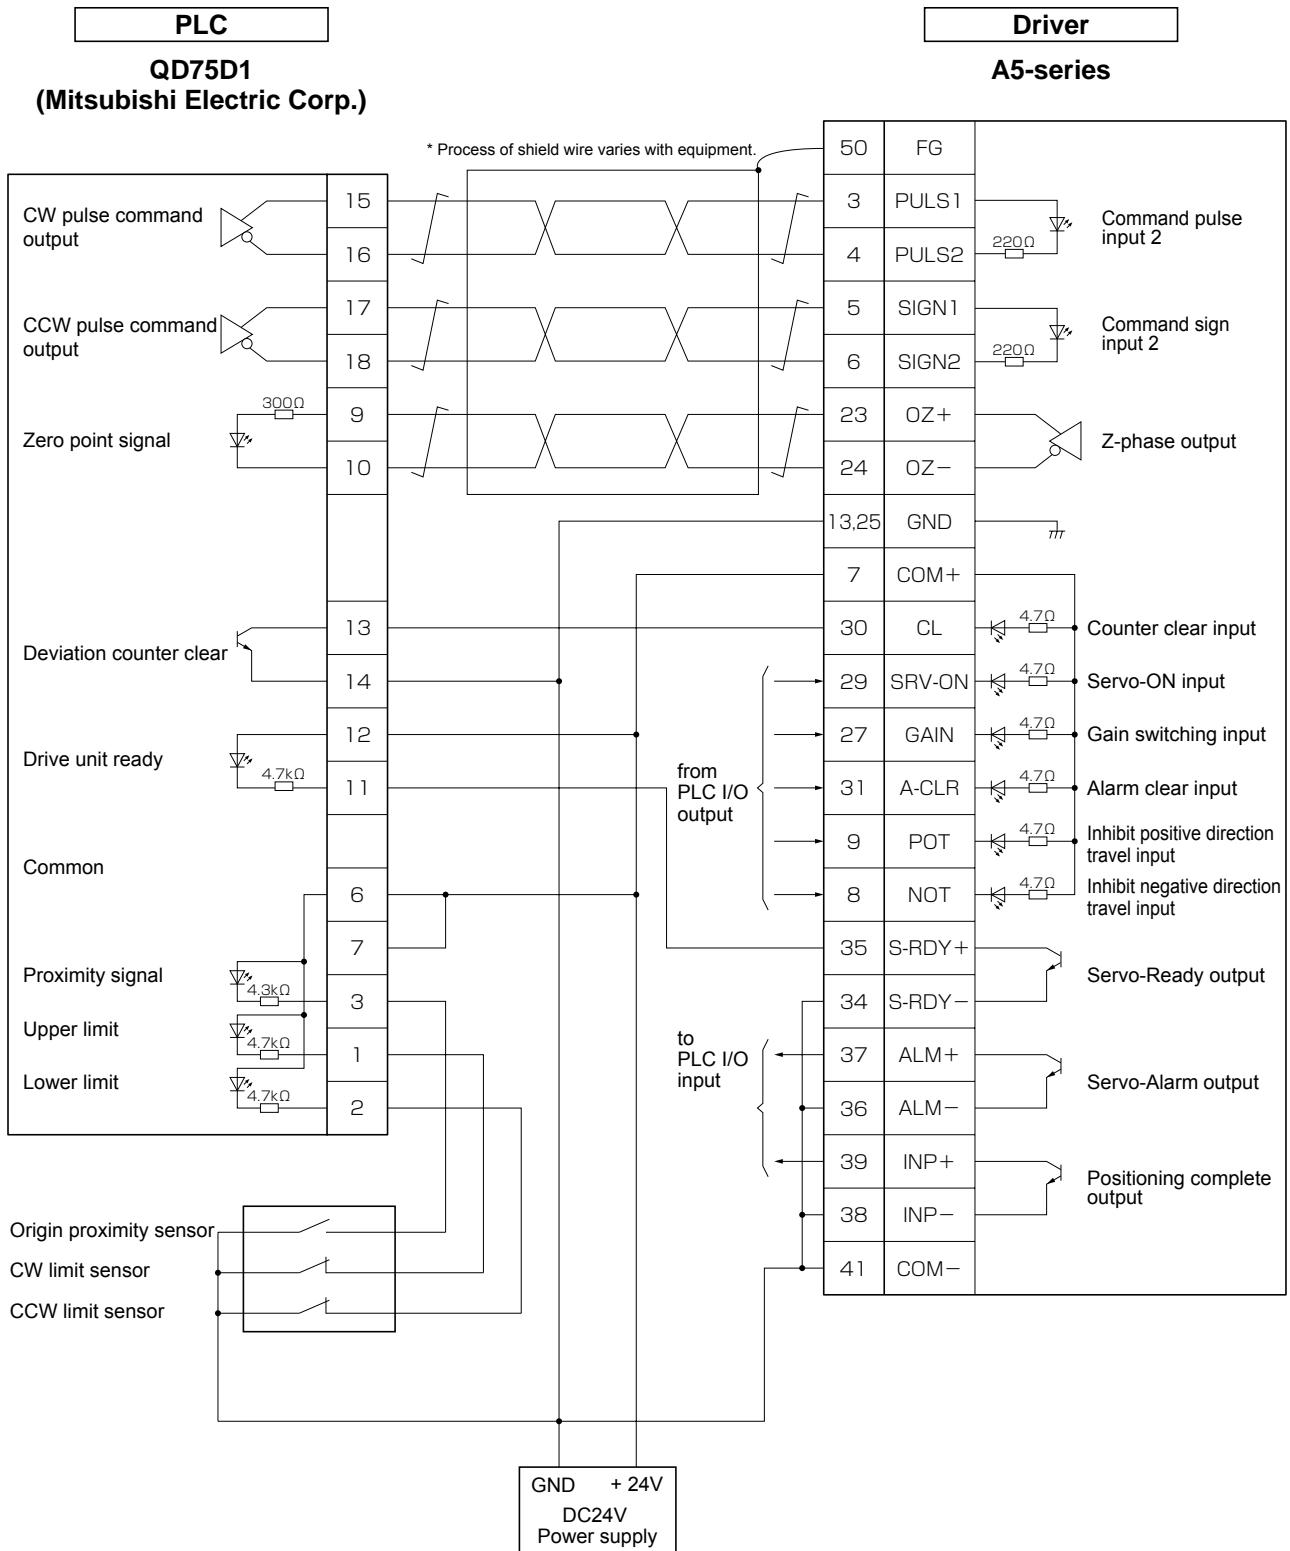 PLC
Driver
QD75D1
(Mitsubishi Electric Corp.)
A5-series
* Process of shield wire varies with equipment.
50 FG
CW pulse command
output
15
16
3 PULS1
4 PULS2
220Ω
Command pulse
input 2
CCW pulse command
output
17
18
5 SIGN1
6 SIGN2
220Ω
Command sign
input 2
Zero point signal
300Ω
9
10
23 OZ+
24 OZ−
Z-phase output
13,25 GND
7 COM+
Deviation counter clear
13
14
30 CL 4.7Ω Counter clear input
29 SRV-ON 4.7Ω Servo-ON input
Drive unit ready
4.7kΩ
12
11
from
PLC I/O
output
27 GAIN 4.7Ω Gain switching input
31 A-CLR 4.7Ω Alarm clear input
9 POT 4.7Ω Inhibit positive direction
travel input
Common
6
7
8 NOT 4.7Ω Inhibit negative direction
travel input
Proximity signal
4.3kΩ
3
35 S-RDY+
34 S-RDY−
Servo-Ready output
Upper limit
4.7kΩ
1
Lower limit
4.7kΩ
2
to
PLC I/O
input
37 ALM+
36 ALM−
Servo-Alarm output
39 INP+
38 INP−
Positioning complete
output
41 COM−
Origin proximity sensor
CW limit sensor
CCW limit sensor
GND + 24V
DC24V
Power supply